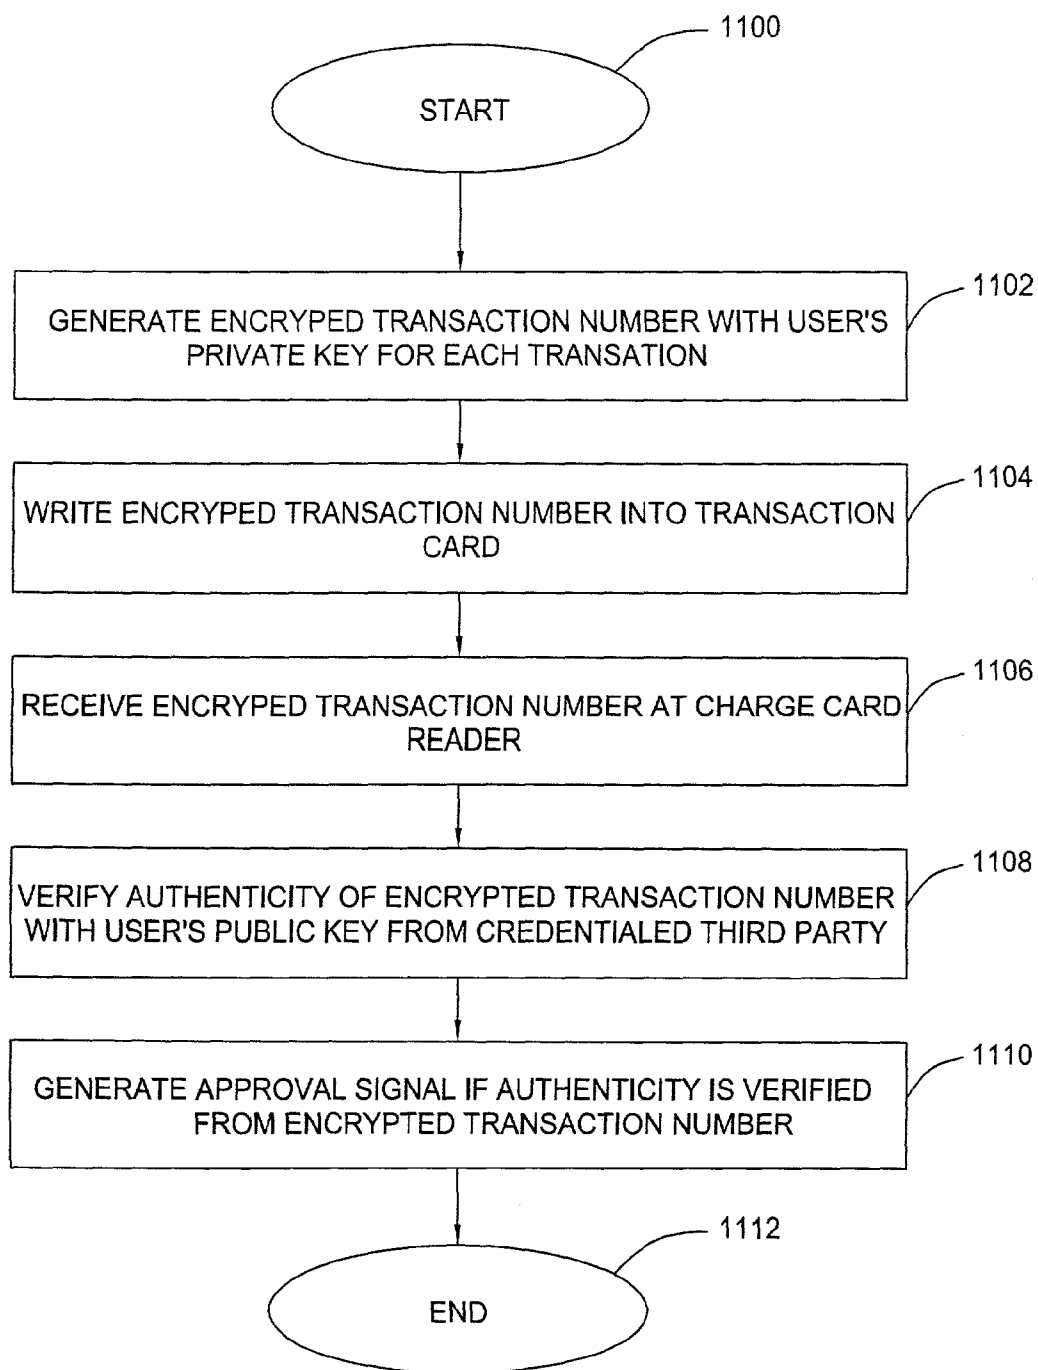 1100
START
1102
GENERATE ENCRYPED TRANSACTION NUMBER WITH USER'S
PRIVATE KEY FOR EACH TRANSATION
1104
WRITE ENCRYPED TRANSACTION NUMBER INTO TRANSACTION
CARD
1106
RECEIVE ENCRYPED TRANSACTION NUMBER AT CHARGE CARD
READER
1108
VERIFY AUTHENTICITY OF ENCRYPTED TRANSACTION NUMBER
WITH USER'S PUBLIC KEY FROM CREDENTIALED THIRD PARTY
1110
GENERATE APPROVAL SIGNAL IF AUTHENTICITY IS VERIFIED
FROM ENCRYPTED TRANSACTION NUMBER
1112
END